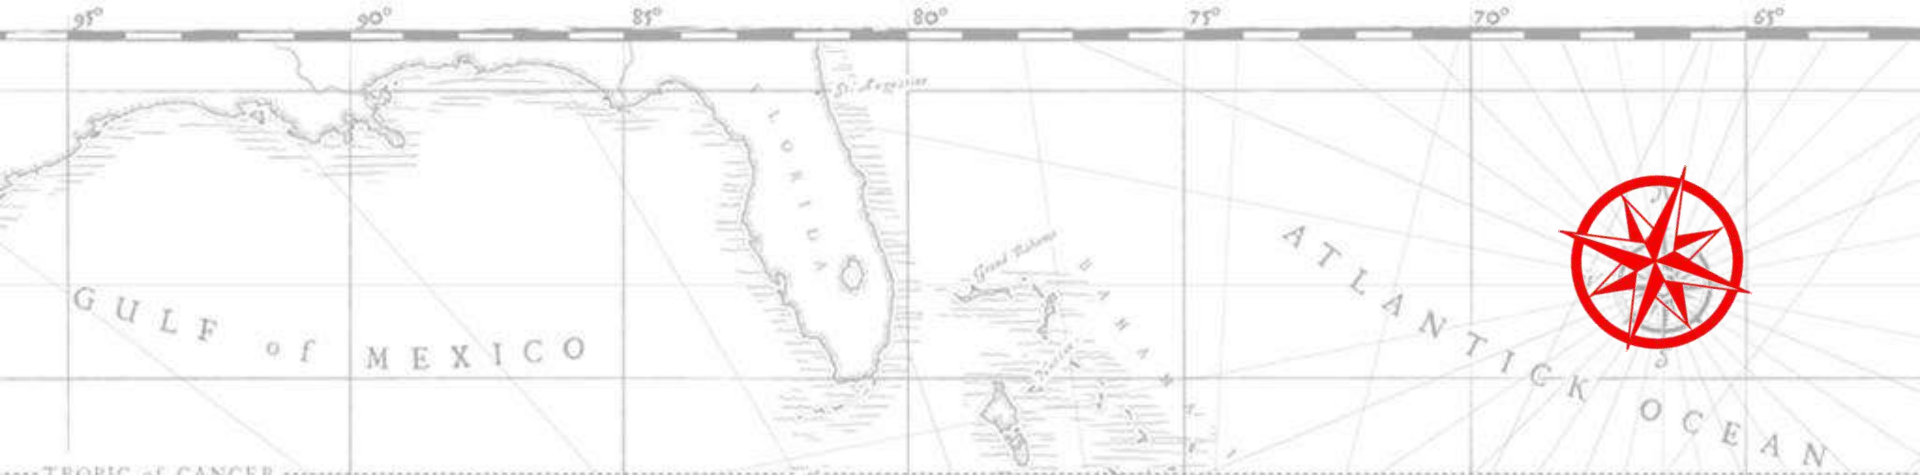 95° 90° 85° 80° 75° 70° 65°
St. Augustine
FLORIDA
Grand Bahama
BAHAMA
ATLANTICK OCEAN
GULF of MEXICO
N
S
TROPIC of CANCER